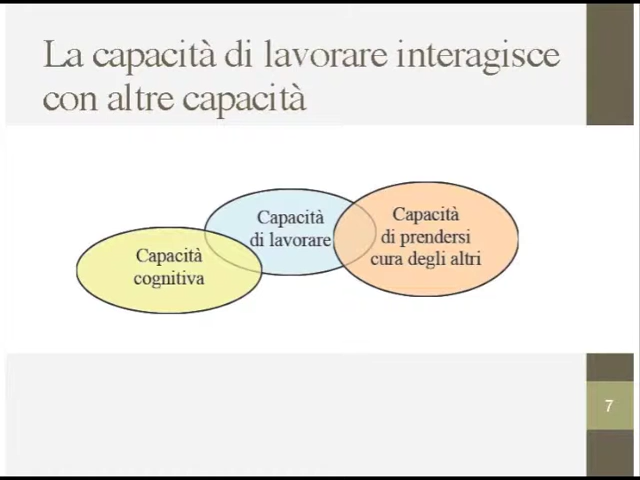 La capacità di lavorare interagisce
con altre capacità
Capacità
cognitiva
Capacità
di lavorare
Capacità
di prendersi
cura degli altri
7